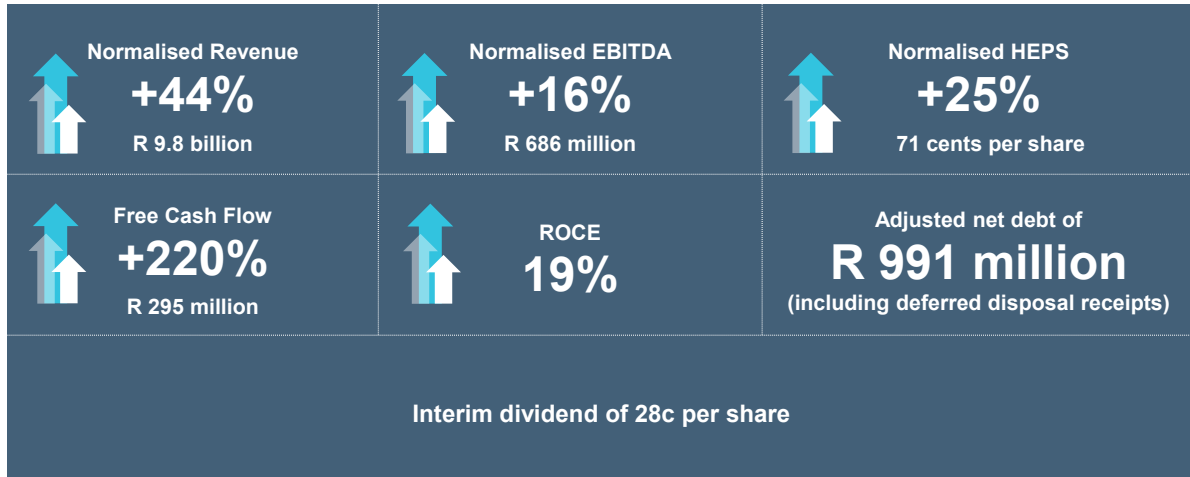 Normalised Revenue
+44%
R 9.8 billion
Normalised EBITDA
+16%
R 686 million
Normalised HEPS
+25%
71 cents per share
Free Cash Flow
+220%
R 295 million
ROCE
19%
Adjusted net debt of
R 991 million
(including deferred disposal receipts)
Interim dividend of 28c per share